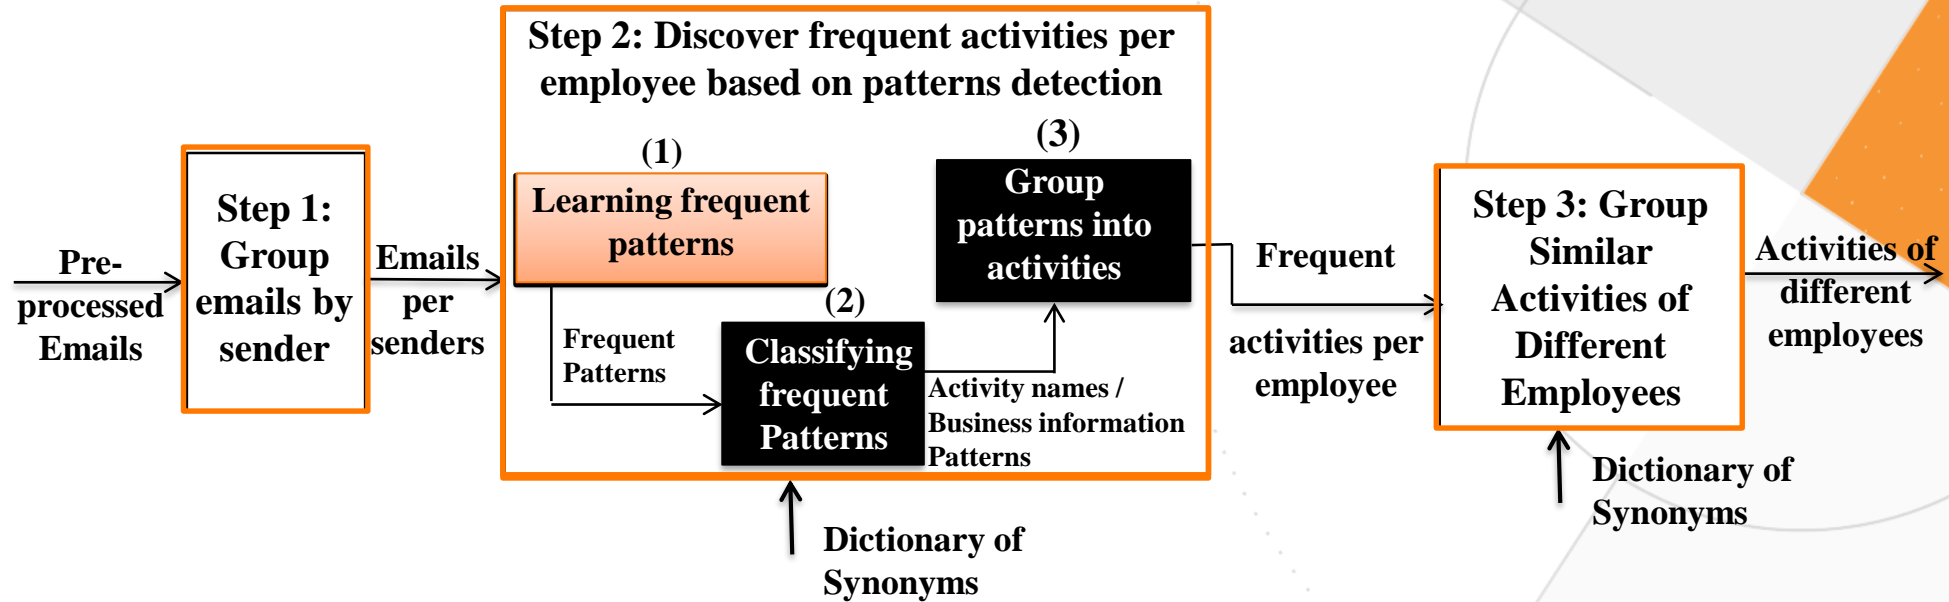 Pre-
processed
Emails
Step 1:
Group
emails by
sender
Emails
per
senders
Step 2: Discover frequent activities per
employee based on patterns detection
(1)
Learning frequent
patterns
Frequent
Patterns
(2)
Classifying
frequent
Patterns
Activity names /
Business information
Patterns
(3)
Group
patterns into
activities
Dictionary of
Synonyms
Frequent
activities per
employee
Step 3: Group
Similar
Activities of
Different
Employees
Dictionary of
Synonyms
Activities of
different
employees